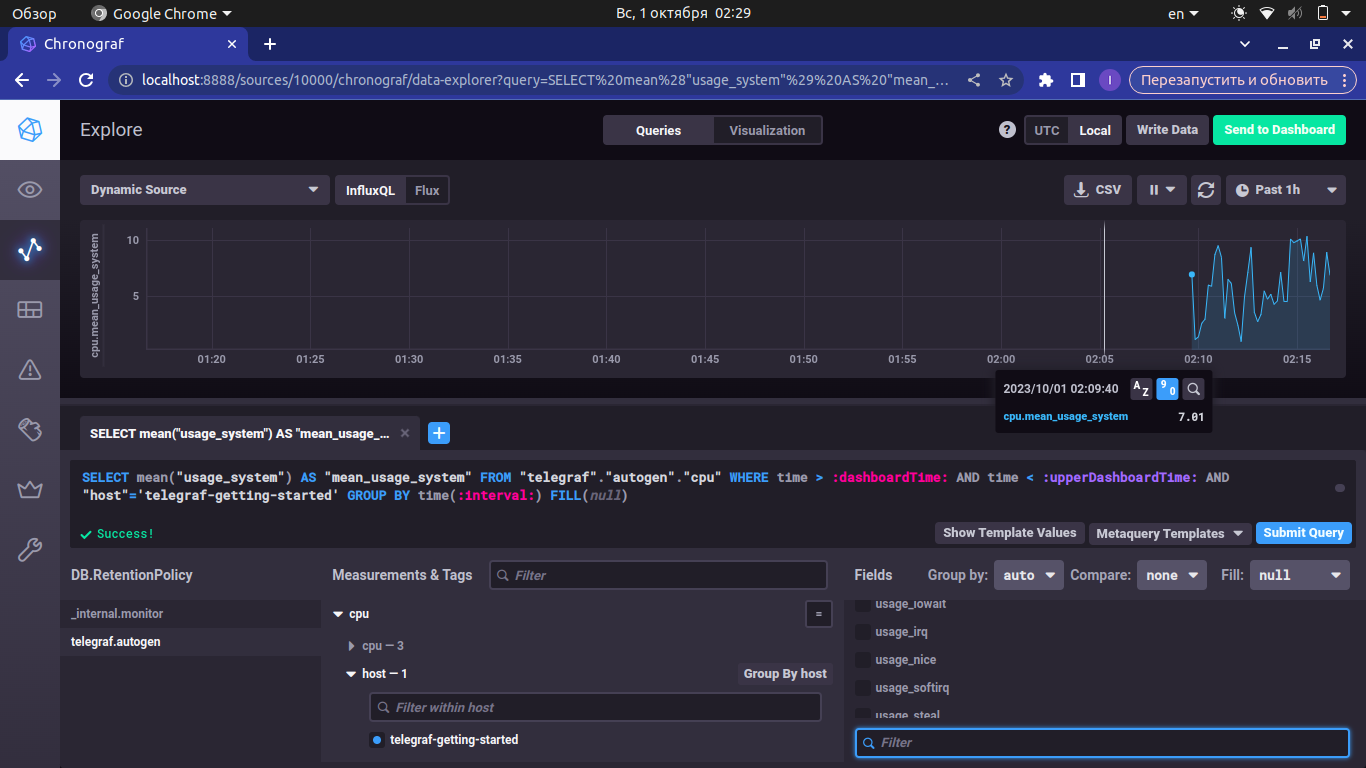 Обзор Google Chrome Вс, 1 октября 02:29 en
Chronograf
localhost:8888/sources/10000/chronograf/data-explorer?query=SELECT%20mean%28"usage_system"%29%20AS%20"mean_... I Перезапустить и обновить
Explore Queries Visualization ? UTC Local Write Data Send to Dashboard
Dynamic Source InfluxQL Flux CSV Past 1h
cpu.mean_usage_system
10
5
01:20 01:25 01:30 01:35 01:40 01:45 01:50 01:55 02:00 02:05 02:10 02:15
2023/10/01 02:09:40 A Z 9 0
cpu.mean_usage_system 7.01
SELECT mean("usage_system") AS "mean_usage_...
SELECT mean("usage_system") AS "mean_usage_system" FROM "telegraf"."autogen"."cpu" WHERE time > :dashboardTime: AND time < :upperDashboardTime: AND
"host"='telegraf-getting-started' GROUP BY time(:interval:) FILL(null)
Success! Show Template Values Metaquery Templates Submit Query
DB.RetentionPolicy Measurements & Tags Filter Fields Group by: auto Compare: none Fill: null
_internal.monitor
telegraf.autogen
cpu =
cpu — 3
host — 1 Group By host
Filter within host
telegraf-getting-started
usage_iowait
usage_irq
usage_nice
usage_softirq
usage_steal
Filter